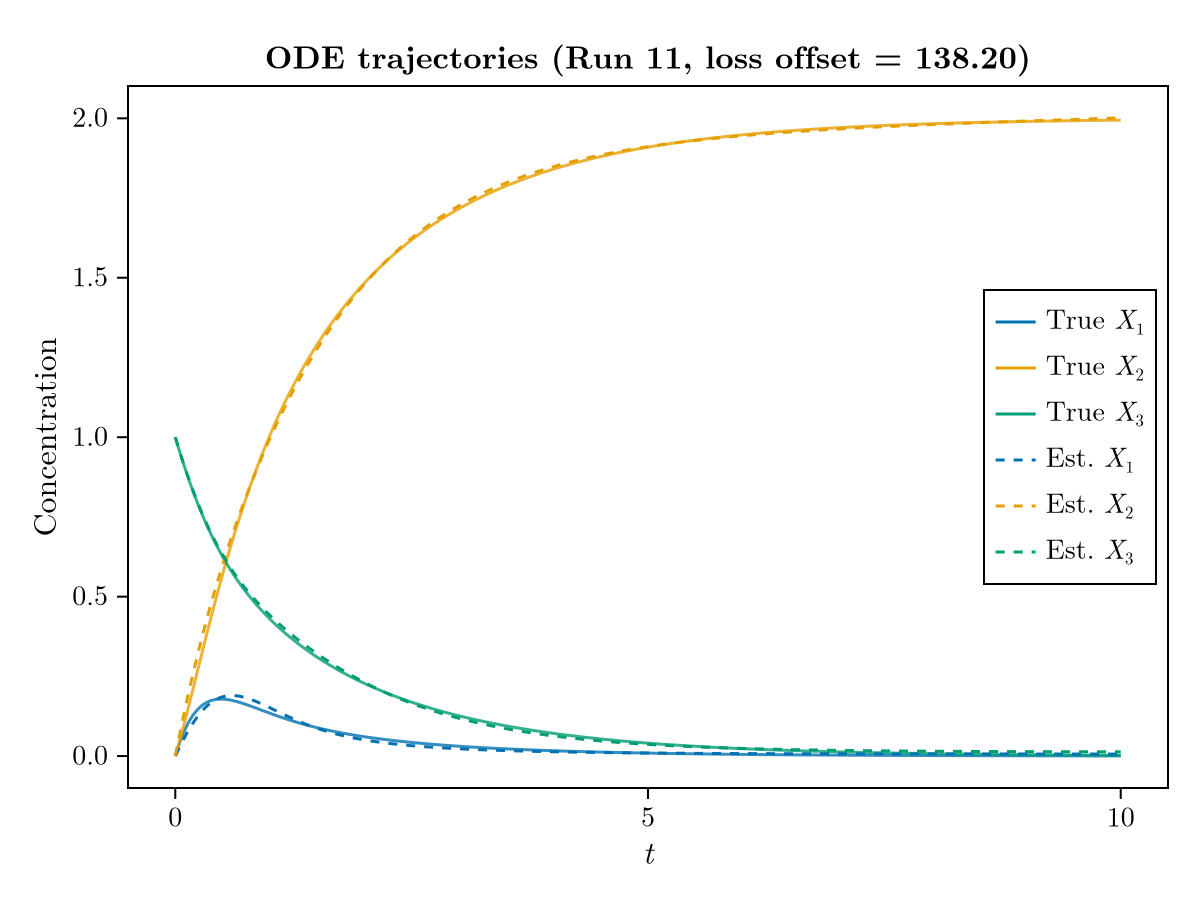 ODE trajectories (Run 11, loss offset = 138.20)
Concentration
2.0
1.5
1.0
0.5
0.0
0
5
10
t
True X₁
True X₂
True X₃
Est. X₁
Est. X₂
Est. X₃